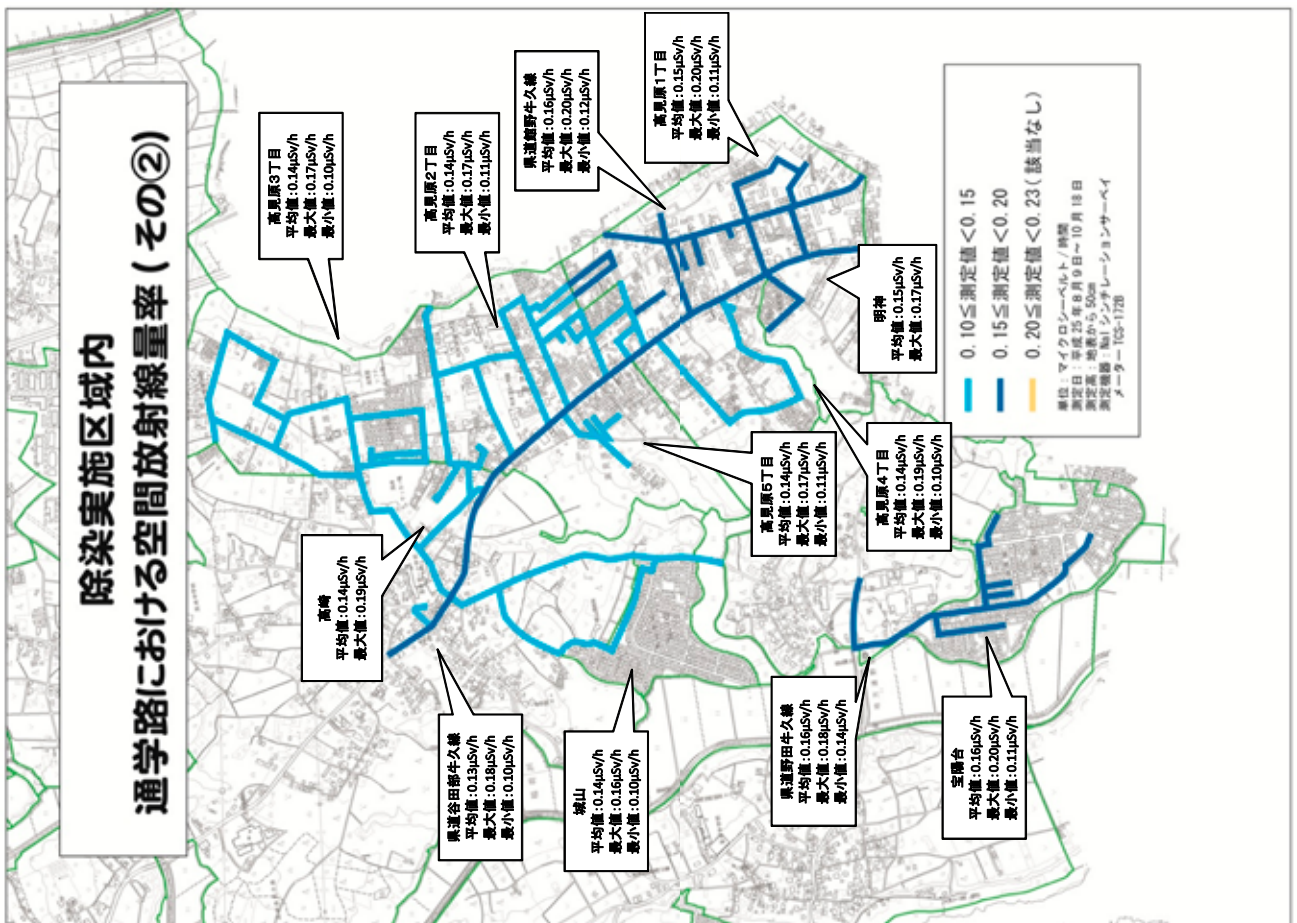 除染実施区域内
通学路における空間放射線量率(その②)
高見原3丁目
平均値:0.14μSv/h
最大値:0.17μSv/h
最小値:0.10μSv/h
高見原2丁目
平均値:0.14μSv/h
最大値:0.17μSv/h
最小値:0.11μSv/h
県道館野牛久線
平均値:0.16μSv/h
最大値:0.20μSv/h
最小値:0.12μSv/h
高見原1丁目
平均値:0.15μSv/h
最大値:0.20μSv/h
最小値:0.11μSv/h
高崎
平均値:0.14μSv/h
最大値:0.19μSv/h
高見原5丁目
平均値:0.14μSv/h
最大値:0.17μSv/h
最小値:0.11μSv/h
高見原4丁目
平均値:0.14μSv/h
最大値:0.19μSv/h
最小値:0.10μSv/h
明神
平均値:0.15μSv/h
最大値:0.17μSv/h
県道谷田部牛久線
平均値:0.13μSv/h
最大値:0.18μSv/h
最小値:0.10μSv/h
城山
平均値:0.14μSv/h
最大値:0.16μSv/h
最小値:0.10μSv/h
県道野田牛久線
平均値:0.16μSv/h
最大値:0.18μSv/h
最小値:0.14μSv/h
宝陽台
平均値:0.16μSv/h
最大値:0.20μSv/h
最小値:0.11μSv/h
0.10≦測定値<0.15
0.15≦測定値<0.20
0.20≦測定値<0.23(該当なし)
単位:マイクロシーベルト/時間
測定日:平成25年8月9日~10月18日
測定高:地表から50cm
測定機器:NaIシンチレーションサーベイ
メータ-TCS-172B